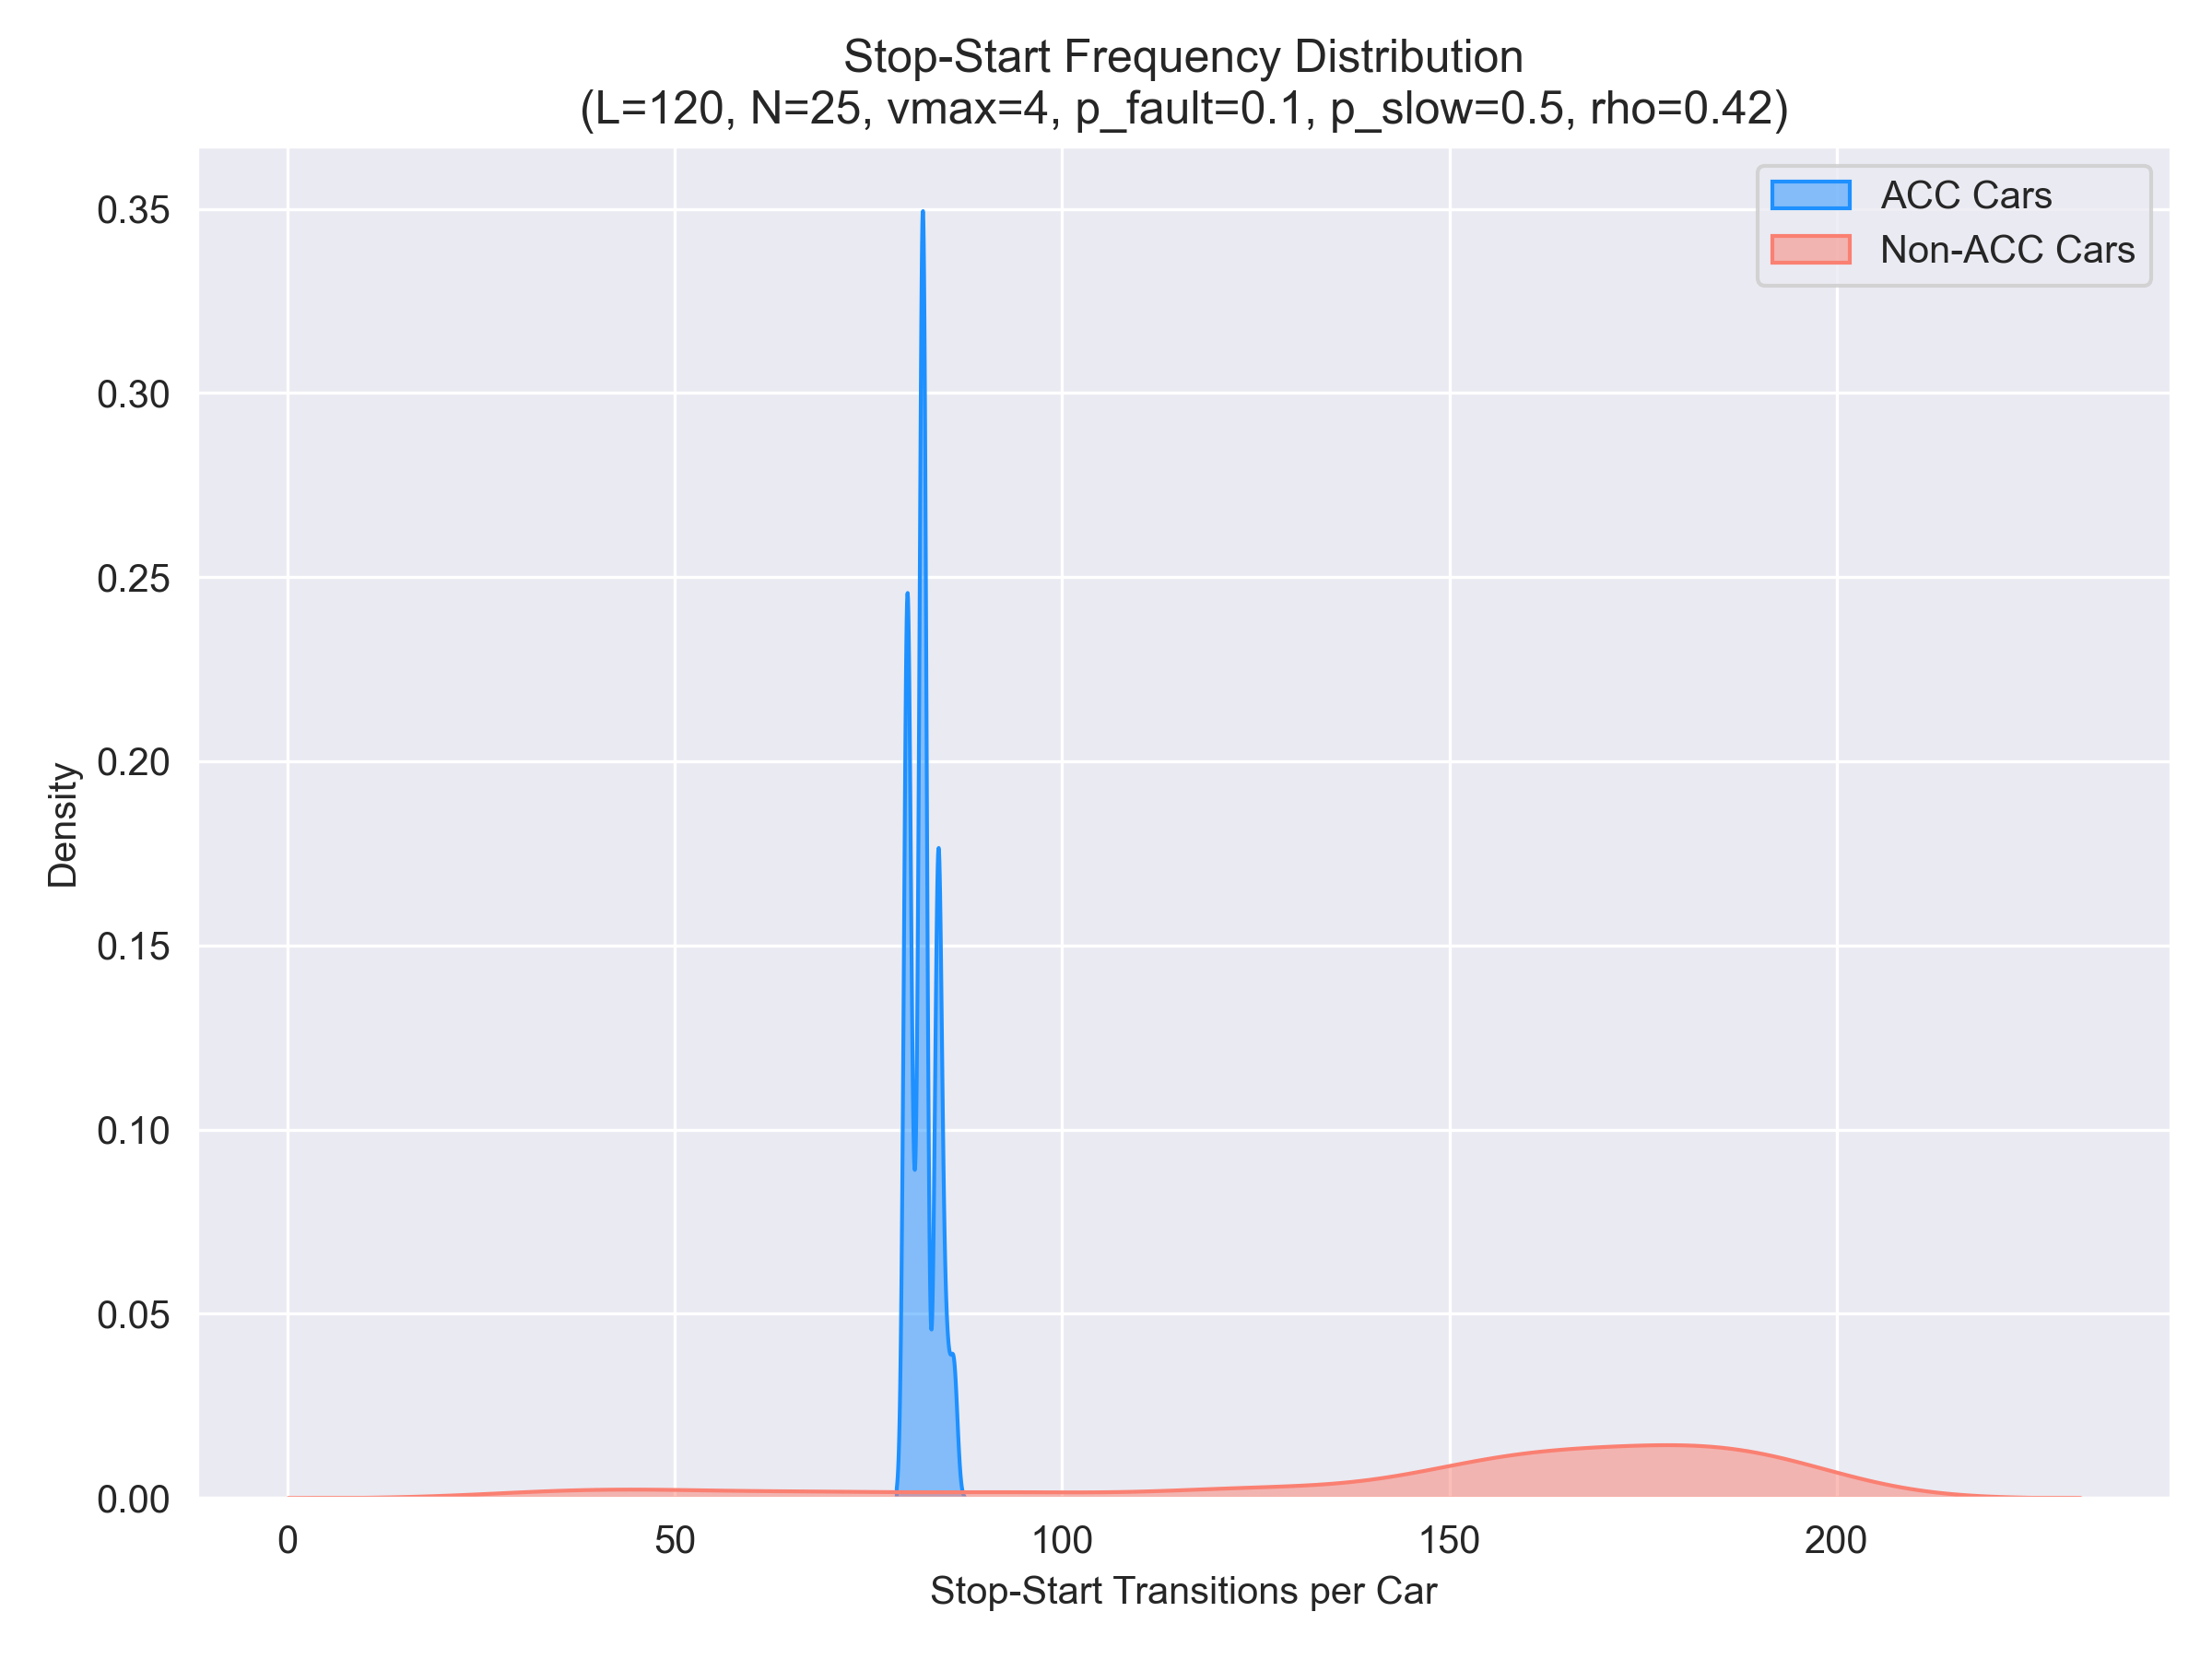 Stop-Start Frequency Distribution
(L=120, N=25, vmax=4, p_fault=0.1, p_slow=0.5, rho=0.42)
ACC Cars
Non-ACC Cars
0.35
0.30
0.25
0.20
0.15
0.10
0.05
0.00
Density
0 50 100 150 200
Stop-Start Transitions per Car